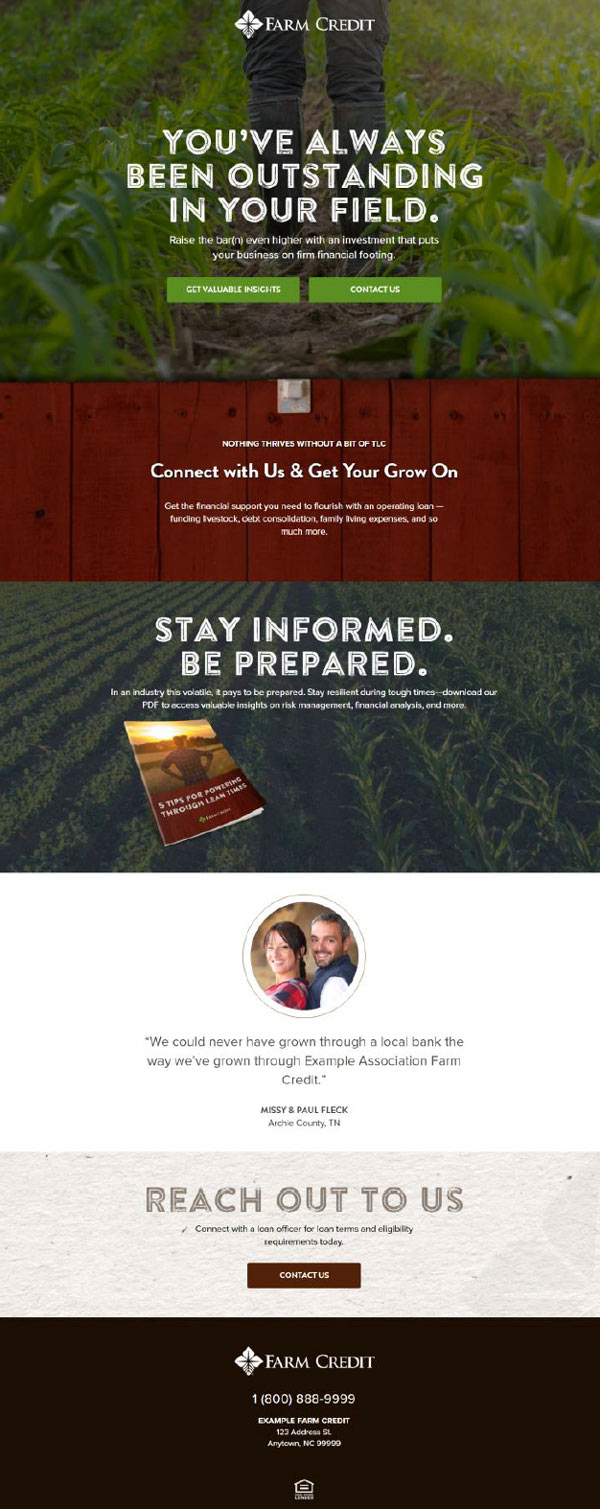 FARM CREDIT
YOU'VE ALWAYS
BEEN OUTSTANDING
IN YOUR FIELD.
Raise the bar(n) even higher with an investment that puts
your business on firm financial footing.
GET VALUABLE INSIGHTS
CONTACT US
NOTHING THRIVES WITHOUT A BIT OF TLC
Connect with Us & Get Your Grow On
Get the financial support you need to flourish with an operating loan —
funding livestock, debt consolidation, family living expenses, and so
much more.
STAY INFORMED.
BE PREPARED.
In an industry this volatile, it pays to be prepared. Stay resilient during tough times—download our
PDF to access valuable insights on risk management, financial analysis, and more.
5 TIPS FOR POWERING
THROUGH LEAN TIMES
FARM CREDIT
“We could never have grown through a local bank the
way we've grown through Example Association Farm
Credit.”
MISSY & PAUL FLECK
Archie County, TN
REACH OUT TO US
Connect with a loan officer for loan terms and eligibility
requirements today.
CONTACT US
FARM CREDIT
1 (800) 888-9999
EXAMPLE FARM CREDIT
123 Address St.
Anytown, NC 99999
LENDER